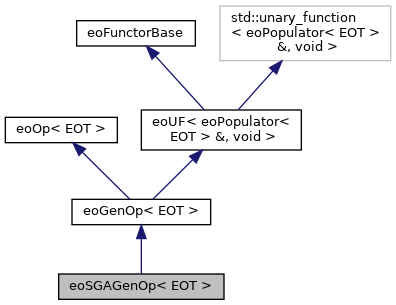 eoFunctorBase
std::unary_function
< eoPopulator< EOT >
&, void >
eoOp< EOT >
eoUF< eoPopulator<
EOT > &, void >
eoGenOp< EOT >
eoSGAGenOp< EOT >